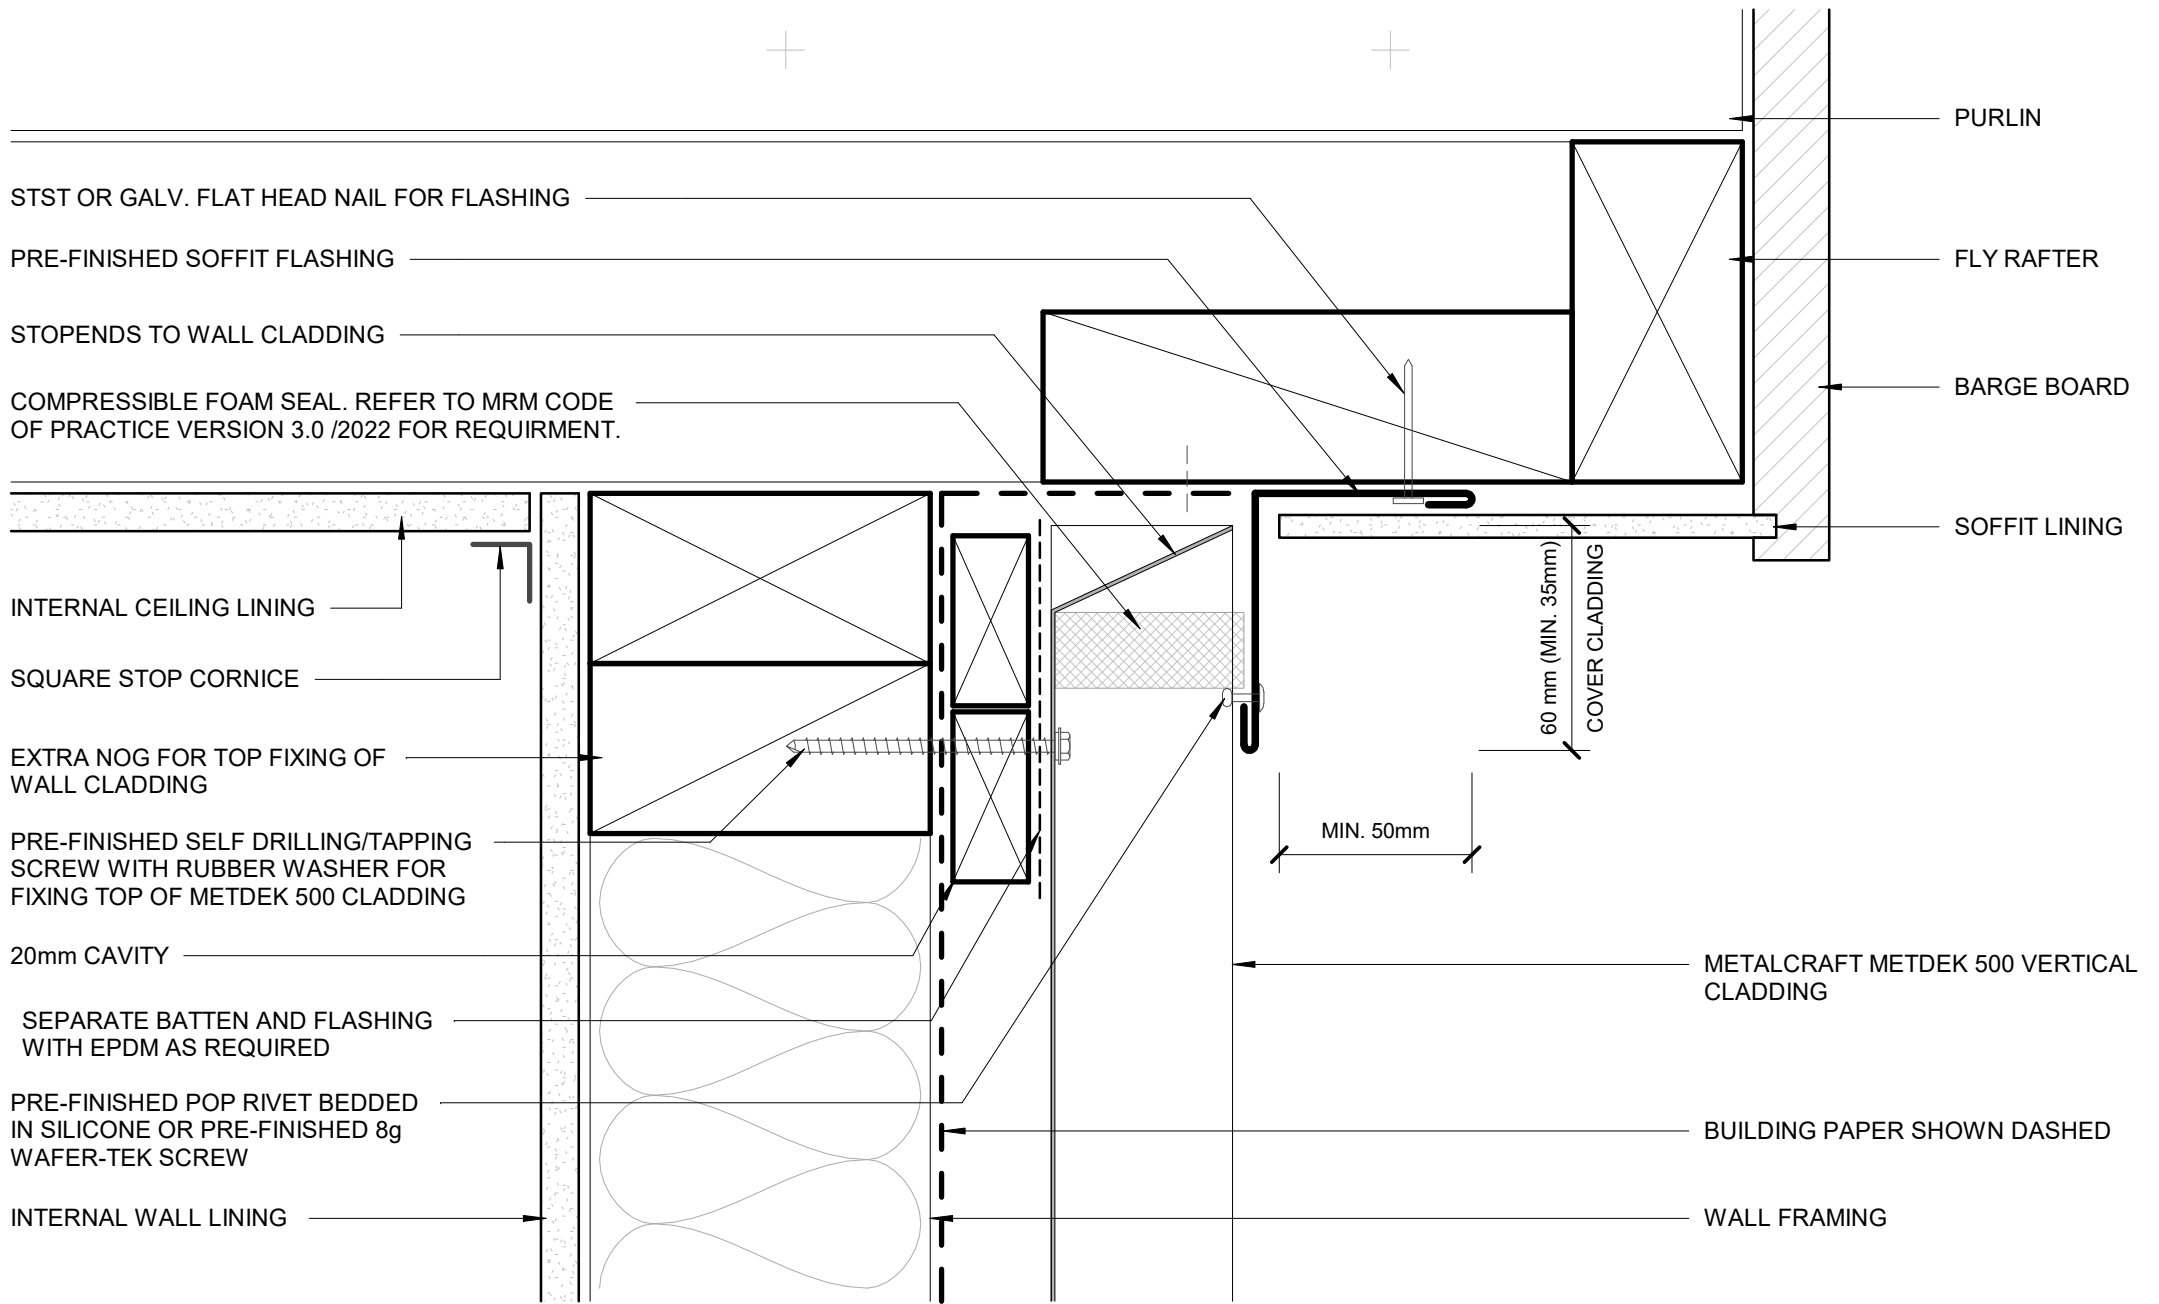 PURLIN
STST OR GALV. FLAT HEAD NAIL FOR FLASHING
PRE-FINISHED SOFFIT FLASHING
FLY RAFTER
STOPENDS TO WALL CLADDING
BARGE BOARD
COMPRESSIBLE FOAM SEAL. REFER TO MRM CODE
OF PRACTICE VERSION 3.0 /2022 FOR REQUIRMENT.
SOFFIT LINING
60 mm (MIN. 35mm)
COVER CLADDING
INTERNAL CEILING LINING
SQUARE STOP CORNICE
EXTRA NOG FOR TOP FIXING OF
WALL CLADDING
MIN. 50mm
PRE-FINISHED SELF DRILLING/TAPPING
SCREW WITH RUBBER WASHER FOR
FIXING TOP OF METDEK 500 CLADDING
20mm CAVITY
METALCRAFT METDEK 500 VERTICAL
CLADDING
SEPARATE BATTEN AND FLASHING
WITH EPDM AS REQUIRED
PRE-FINISHED POP RIVET BEDDED
IN SILICONE OR PRE-FINISHED 8g
WAFER-TEK SCREW
BUILDING PAPER SHOWN DASHED
INTERNAL WALL LINING
WALL FRAMING